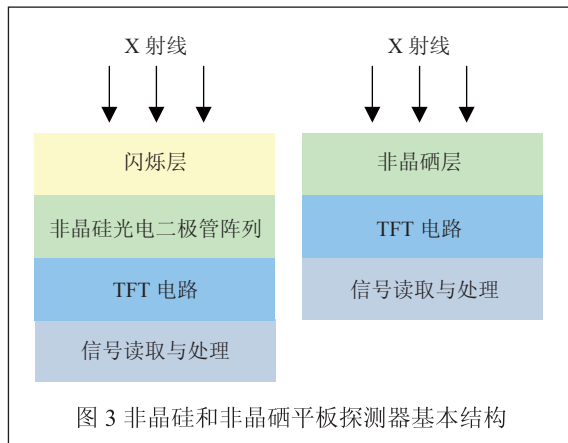 X 射线
闪烁层
非晶硅光电二极管阵列
TFT 电路
信号读取与处理
X 射线
非晶硒层
TFT 电路
信号读取与处理
图 3 非晶硅和非晶硒平板探测器基本结构